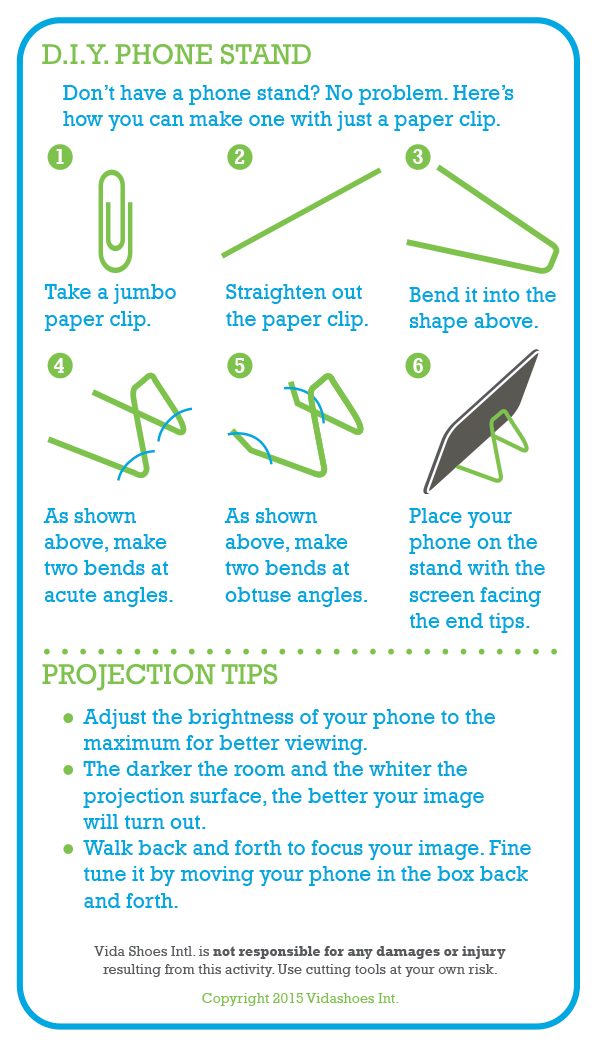 D.I.Y. PHONE STAND
Don't have a phone stand? No problem. Here's
how you can make one with just a paper clip.
1
Take a jumbo
paper clip.
2
Straighten out
the paper clip.
3
Bend it into the
shape above.
4
As shown
above, make
two bends at
acute angles.
5
As shown
above, make
two bends at
obtuse angles.
6
Place your
phone on the
stand with the
screen facing
the end tips.
PROJECTION TIPS
Adjust the brightness of your phone to the
maximum for better viewing.
The darker the room and the whiter the
projection surface, the better your image
will turn out.
Walk back and forth to focus your image. Fine
tune it by moving your phone in the box back
and forth.
Vida Shoes Intl. is not responsible for any damages or injury
resulting from this activity. Use cutting tools at your own risk.
Copyright 2015 Vidashoes Int.